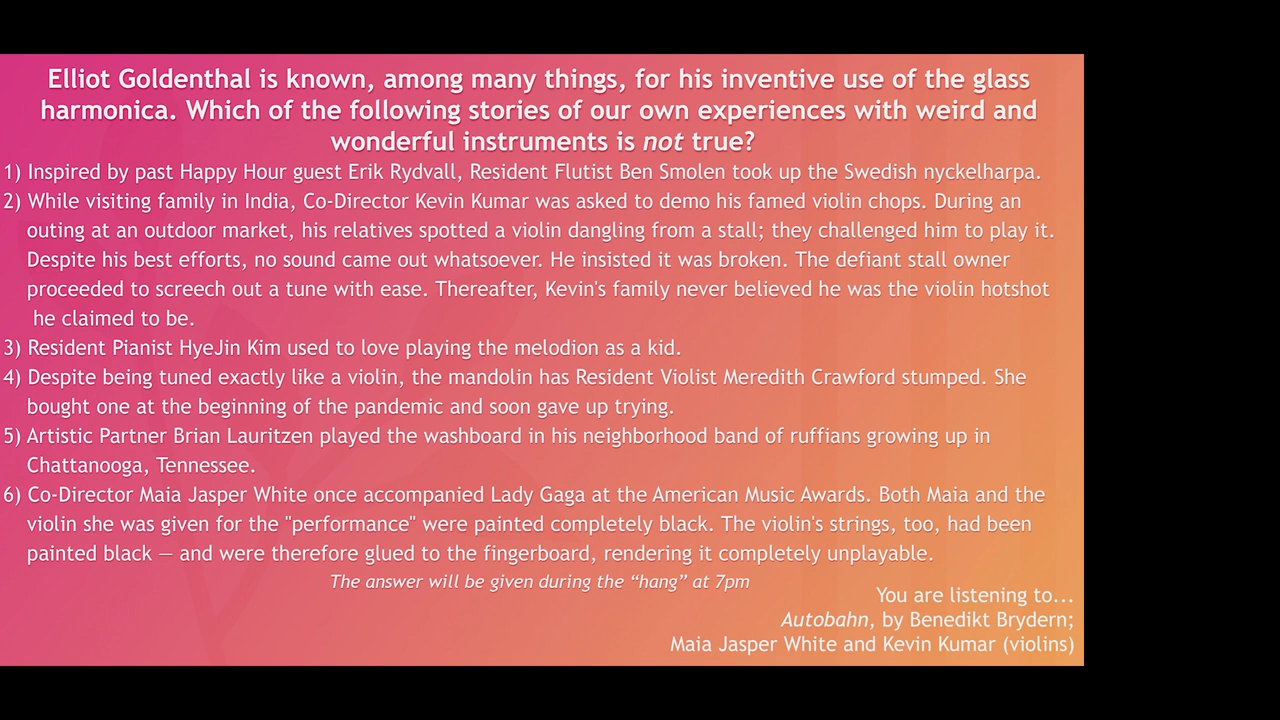 Elliot Goldenthal is known, among many things, for his inventive use of the glass
harmonica. Which of the following stories of our own experiences with weird and
wonderful instruments is not true?
1) Inspired by past Happy Hour guest Erik Rydvall, Resident Flutist Ben Smolen took up the Swedish nyckelharpa.
2) While visiting family in India, Co-Director Kevin Kumar was asked to demo his famed violin chops. During an
outing at an outdoor market, his relatives spotted a violin dangling from a stall; they challenged him to play it.
Despite his best efforts, no sound came out whatsoever. He insisted it was broken. The defiant stall owner
proceeded to screech out a tune with ease. Thereafter, Kevin's family never believed he was the violin hotshot
he claimed to be.
3) Resident Pianist HyeJin Kim used to love playing the melodion as a kid.
4) Despite being tuned exactly like a violin, the mandolin has Resident Violist Meredith Crawford stumped. She
bought one at the beginning of the pandemic and soon gave up trying.
5) Artistic Partner Brian Lauritzen played the washboard in his neighborhood band of ruffians growing up in
Chattanooga, Tennessee.
6) Co-Director Maia Jasper White once accompanied Lady Gaga at the American Music Awards. Both Maia and the
violin she was given for the "performance" were painted completely black. The violin's strings, too, had been
painted black — and were therefore glued to the fingerboard, rendering it completely unplayable.
The answer will be given during the “hang” at 7pm
You are listening to...
Autobahn, by Benedikt Brydern;
Maia Jasper White and Kevin Kumar (violins)